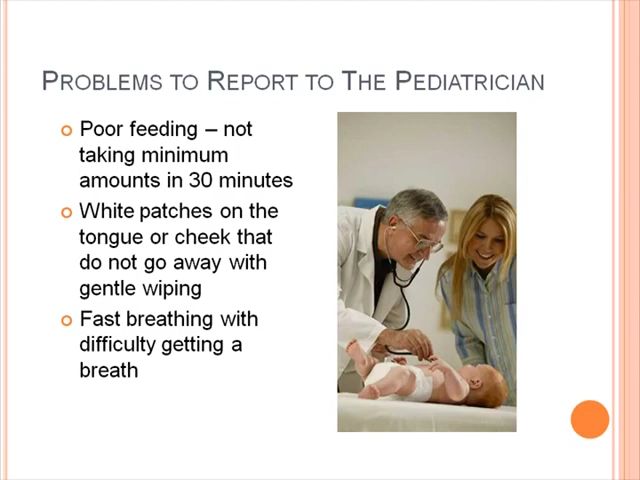 Problems to Report to The Pediatrician
Poor feeding – not
taking minimum
amounts in 30 minutes
White patches on the
tongue or cheek that
do not go away with
gentle wiping
Fast breathing with
difficulty getting a
breath